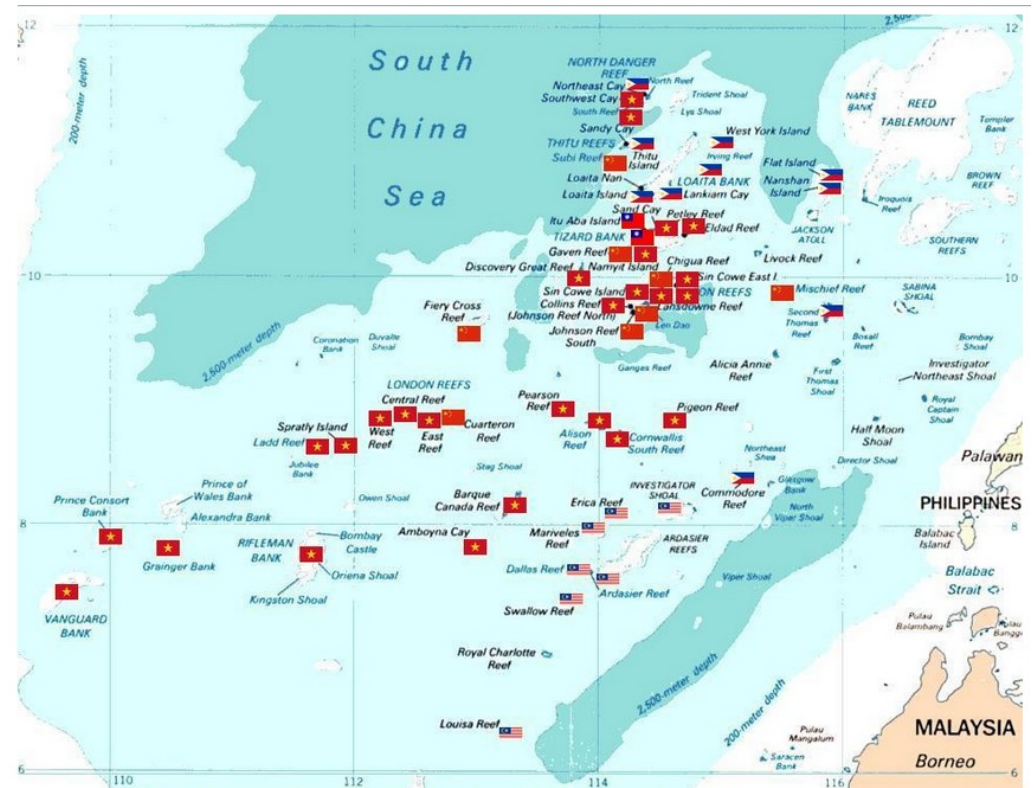 12
2,500-
12
South
China
Sea
NORTH DANGER
REEF
Northeast Cay
North Reef
Southwest Cay
Trident Shoal
South Reef
Lys Shoal
NARES
BANK
REED
TABLEMOUNT
Templer
Bank
Sandy Cay
THITU REEFS
West York Island
Subi Reef
Thitu
Island
Irving Reef
Flat Island
Loaita Nan
LOAITA BANK
Nanshan
Island
BROWN
REEF
Loaita Island
Lankiam Cay
Iroquois
Reef
Sand Cay
Itu Aba Island
Petley Reef
Eldad Reef
TIZARD BANK
JACKSON
ATOLL
SOUTHERN
REEFS
Gaven Reef
Chigua Reef
Livock Reef
10
Discovery Great Reef
Namyit Island
Sin Cowe East I.
10
Sin Cowe Island
ON REEFS
Mischief Reef
SABINA
SHOAL
Collins Reef
(Johnson Reef North)
Lansdowne Reef
Len Dao
Second
Thomas
Reef
Fiery Cross
Reef
Johnson Reef
South
Boxall
Reef
Bombay
Shoal
Coronation
Bank
Duvalle
Shoal
2,500-meter depth
200-meter depth
Ganges Reef
Alicia Annie
Reef
First
Thomas
Shoal
Investigator
Northeast Shoal
LONDON REEFS
Central Reef
Pearson
Reef
Pigeon Reef
Royal
Captain
Shoal
Spratly Island
West
Reef
East
Reef
Cuarteron
Reef
Alison
Reef
Cornwallis
South Reef
Half Moon
Shoal
Ladd Reef
Jubilee
Bank
Stag Shoal
Northeast
Shea
Director Shoal
Palawan
Prince of
Wales Bank
Owen Shoal
INVESTIGATOR
SHOAL
Glasgow
Bank
Prince Consort
Bank
Alexandra Bank
Barque
Canada Reef
Erica Reef
Commodore
Reef
North
Viper Shoal
PHILIPPINES
8
8
Bombay
Castle
Amboyna Cay
Mariveles
Reef
ARDASIER
REEFS
Balabac
Island
RIFLEMAN
BANK
Grainger Bank
Oriena Shoal
Dallas Reef
Viper Shoal
Balabac
Strait
Kingston Shoal
Ardasier Reef
VANGUARD
BANK
Swallow Reef
Pulau
Balambang
Pulau
Bangg
Royal Charlotte
Reef
2,500-meter depth
200-meter depth
Louisa Reef
Pulau
Mangalum
MALAYSIA
Saracen
Bank
Borneo
6
6
110
112
114
116